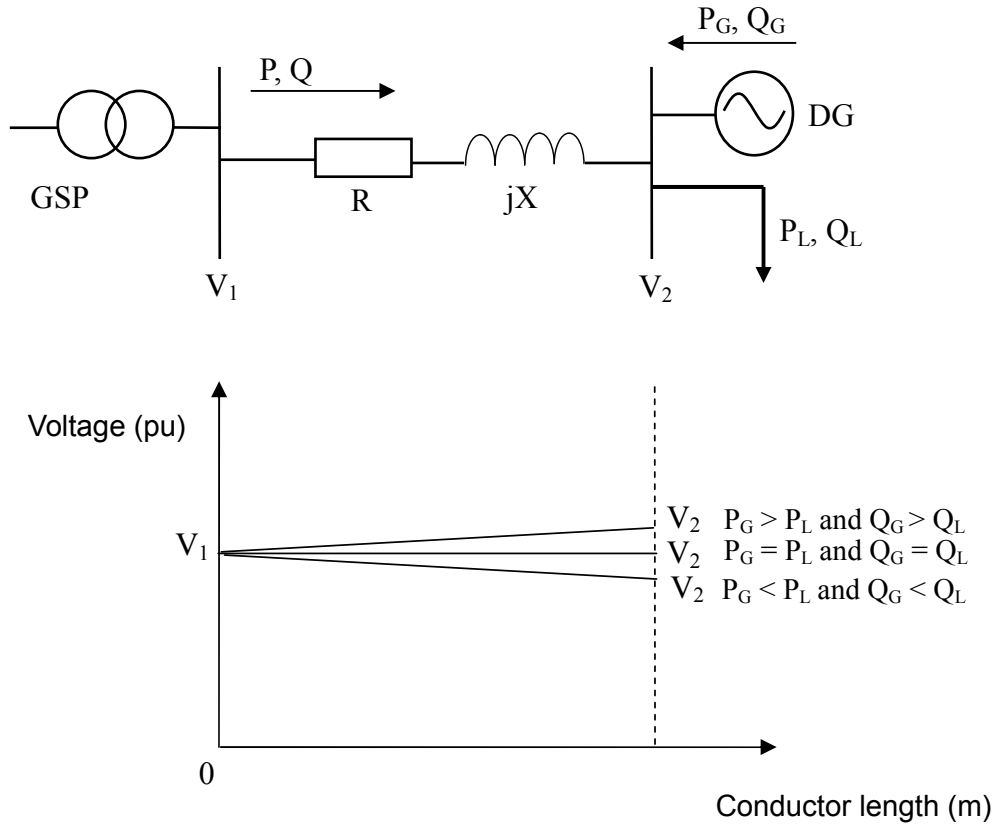 P_G, Q_G
P, Q
DG
GSP
R
jX
P_L, Q_L
V_1
V_2
Voltage (pu)
V_1
V_2 P_G > P_L and Q_G > Q_L
V_2 P_G = P_L and Q_G = Q_L
V_2 P_G < P_L and Q_G < Q_L
0
Conductor length (m)